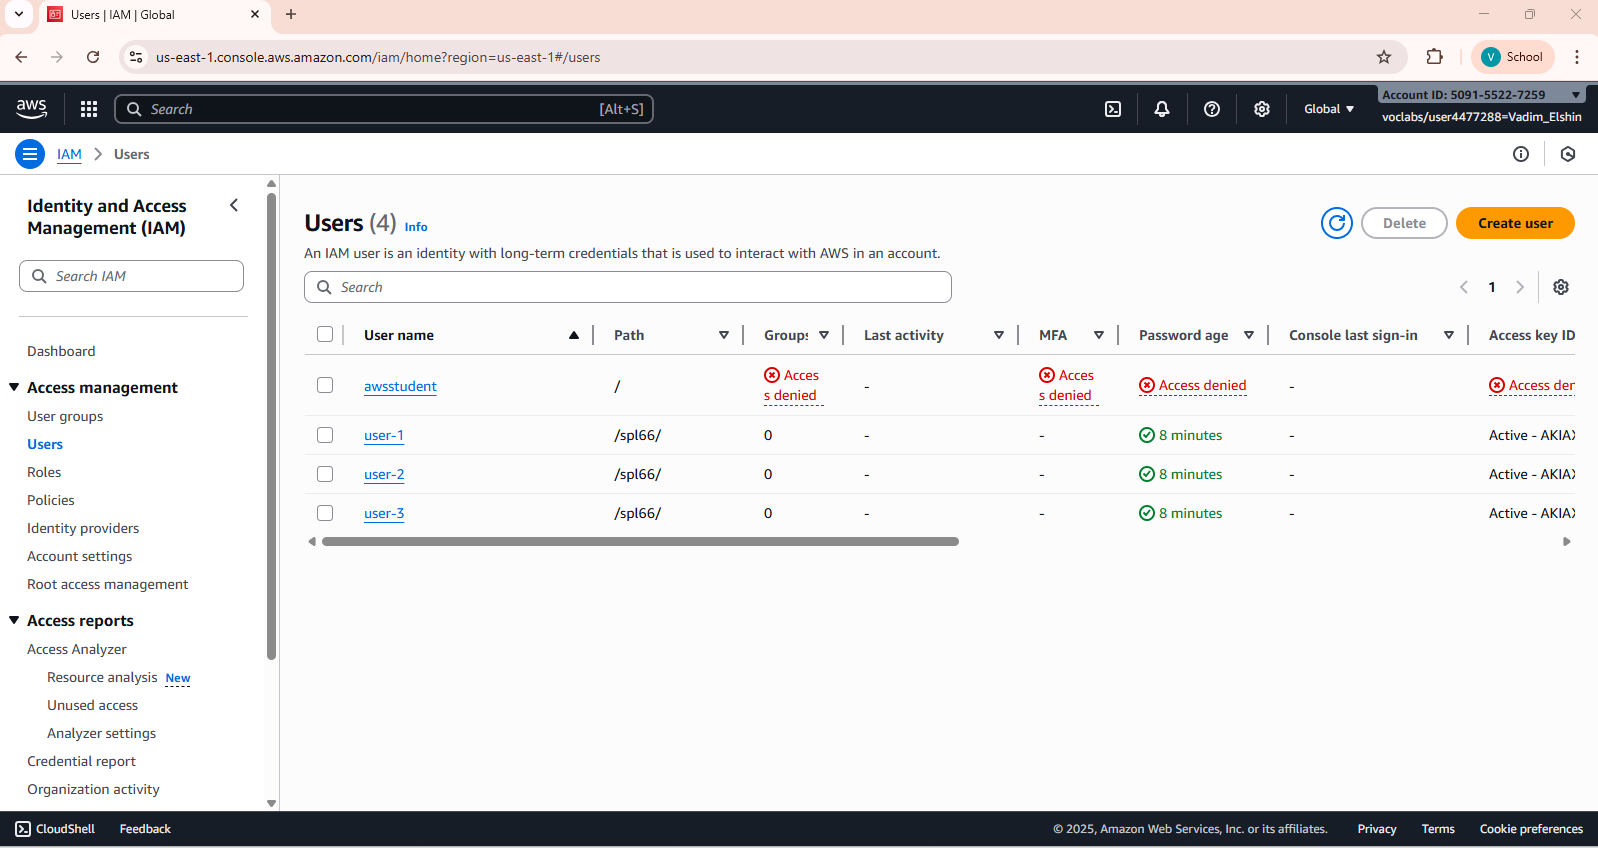 Users | IAM | Global
us-east-1.console.aws.amazon.com/iam/home?region=us-east-1#/users
School
V
aws
Search
[Alt+S]
Global
Account ID: 5091-5522-7259
voclabs/user4477288=Vadim_Elshin
IAM
Users
Identity and Access
Management (IAM)
Search IAM
Dashboard
Access management
User groups
Users
Roles
Policies
Identity providers
Account settings
Root access management
Access reports
Access Analyzer
Resource analysis New
Unused access
Analyzer settings
Credential report
Organization activity
Users (4) Info
An IAM user is an identity with long-term credentials that is used to interact with AWS in an account.
Delete
Create user
Search
1
User name Path Groups Last activity MFA Password age Console last sign-in Access key ID
awsstudent / Acces - Acces Access denied - Access den
s denied s denied
user-1 /spl66/ 0 - - 8 minutes - Active - AKIAX
user-2 /spl66/ 0 - - 8 minutes - Active - AKIAX
user-3 /spl66/ 0 - - 8 minutes - Active - AKIAX
CloudShell
Feedback
© 2025, Amazon Web Services, Inc. or its affiliates.
Privacy
Terms
Cookie preferences